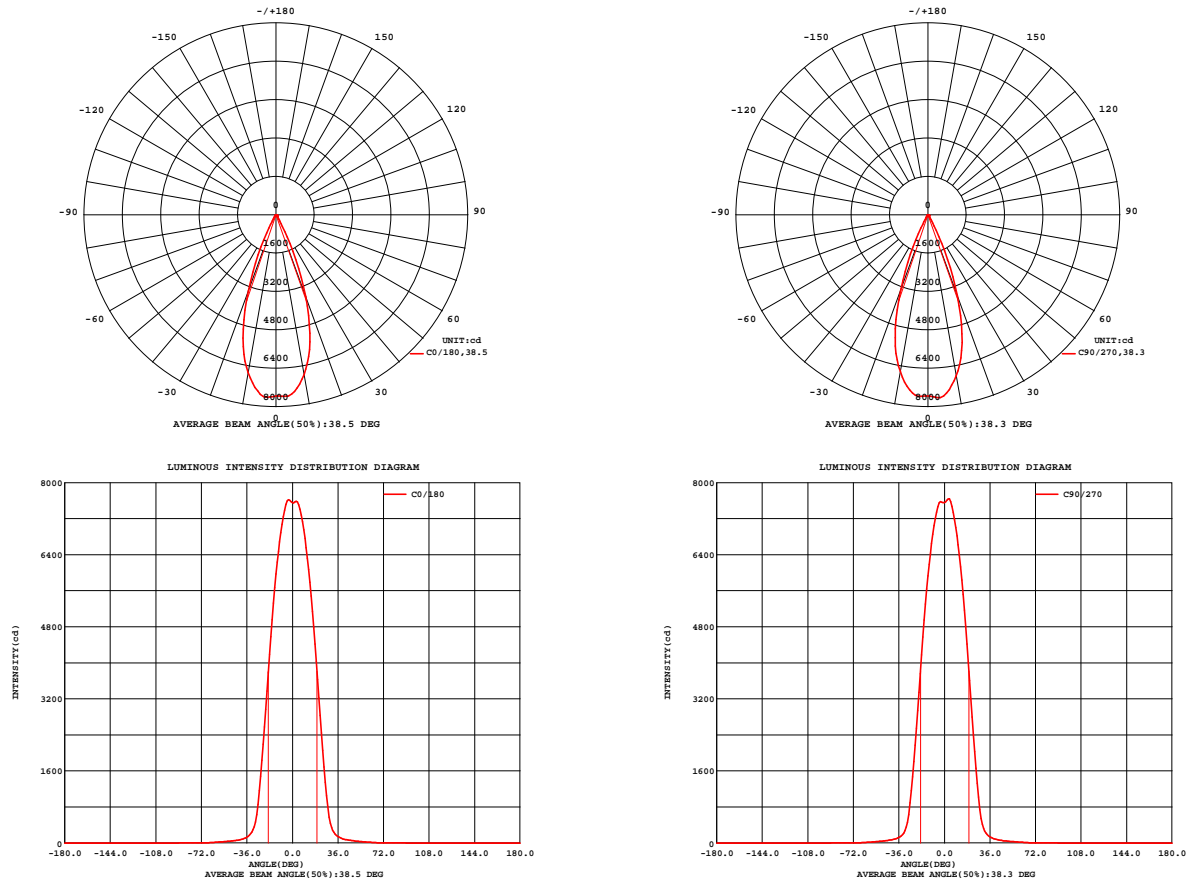 -/+180
-150
150
-120
120
-90
90
-60
60
-30
30
0
0
1600
3200
4800
6400
8000
UNIT:cd
C0/180,38.5
AVERAGE BEAM ANGLE(50%):38.5 DEG
-/+180
-150
150
-120
120
-90
90
-60
60
-30
30
0
0
1600
3200
4800
6400
8000
UNIT:cd
C90/270,38.3
AVERAGE BEAM ANGLE(50%):38.3 DEG
LUMINOUS INTENSITY DISTRIBUTION DIAGRAM
C0/180
INTENSITY(cd)
8000
6400
4800
3200
1600
0
-180.0 -144.0 -108.0 -72.0 -36.0 0.0 36.0 72.0 108.0 144.0 180.0
ANGLE(DEG)
AVERAGE BEAM ANGLE(50%):38.5 DEG
LUMINOUS INTENSITY DISTRIBUTION DIAGRAM
C90/270
INTENSITY(cd)
8000
6400
4800
3200
1600
0
-180.0 -144.0 -108.0 -72.0 -36.0 0.0 36.0 72.0 108.0 144.0 180.0
ANGLE(DEG)
AVERAGE BEAM ANGLE(50%):38.3 DEG